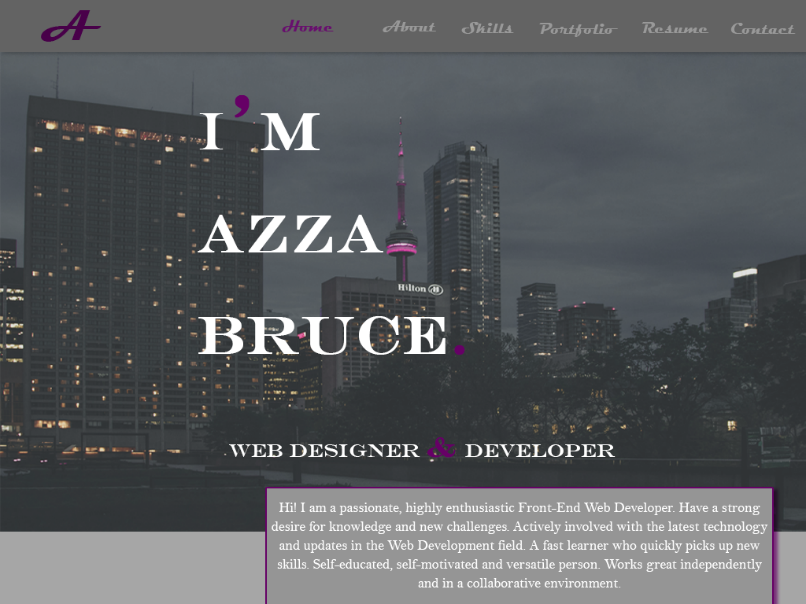 A Home About Skills Portfolio Resume Contact
I'M
AZZA
BRUCE.
Hilton H
WEB DESIGNER & DEVELOPER
Hi! I am a passionate, highly enthusiastic Front-End Web Developer. Have a strong
desire for knowledge and new challenges. Actively involved with the latest technology
and updates in the Web Development field. A fast learner who quickly picks up new
skills. Self-educated, self-motivated and versatile person. Works great independently
and in a collaborative environment.